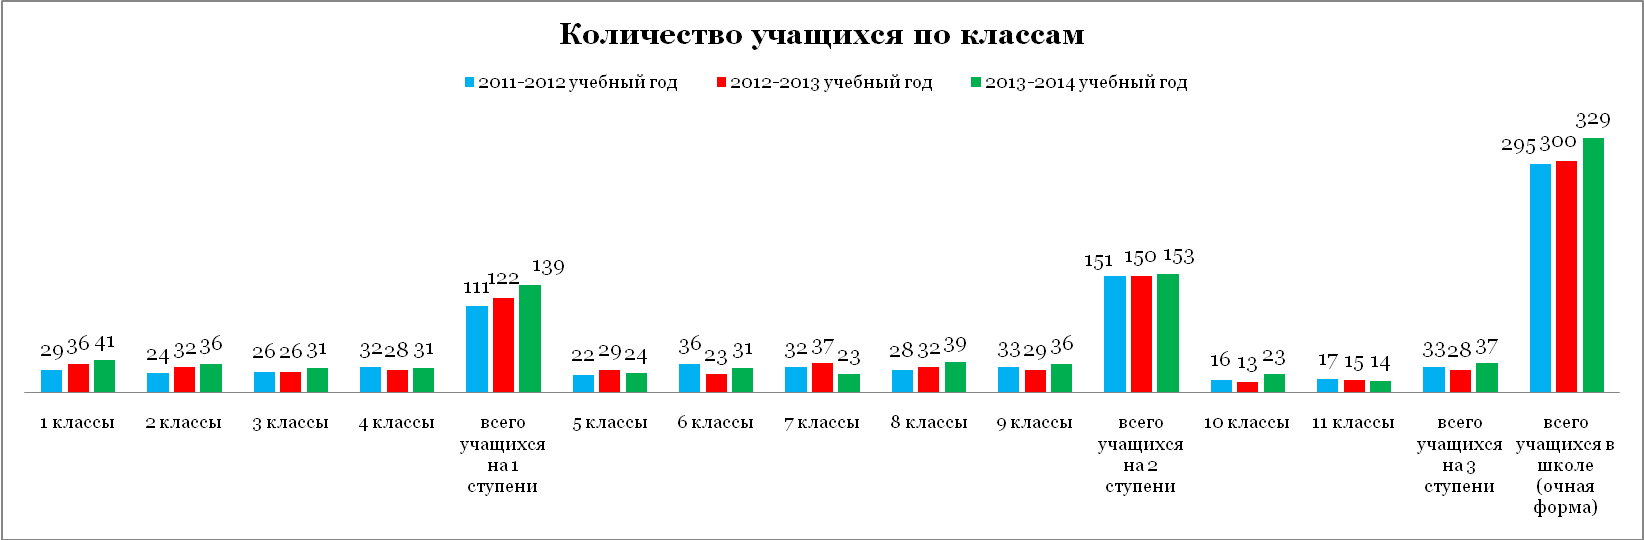 Количество учащихся по классам
2011-2012 учебный год 2012-2013 учебный год 2013-2014 учебный год
29 36 41 24 32 36 26 26 31 32 28 31 111 122 139 22 29 24 36 23 31 32 37 23 28 32 39 33 29 36 151 150 153 16 13 23 17 15 14 33 28 37 295 300 329
1 классы
2 классы
3 классы
4 классы
всего
учащихся
на 1
ступени
5 классы
6 классы
7 классы
8 классы
9 классы
всего
учащихся
на 2
ступени
10 классы
11 классы
всего
учащихся
на 3
ступени
всего
учащихся в
школе
(очная
форма)